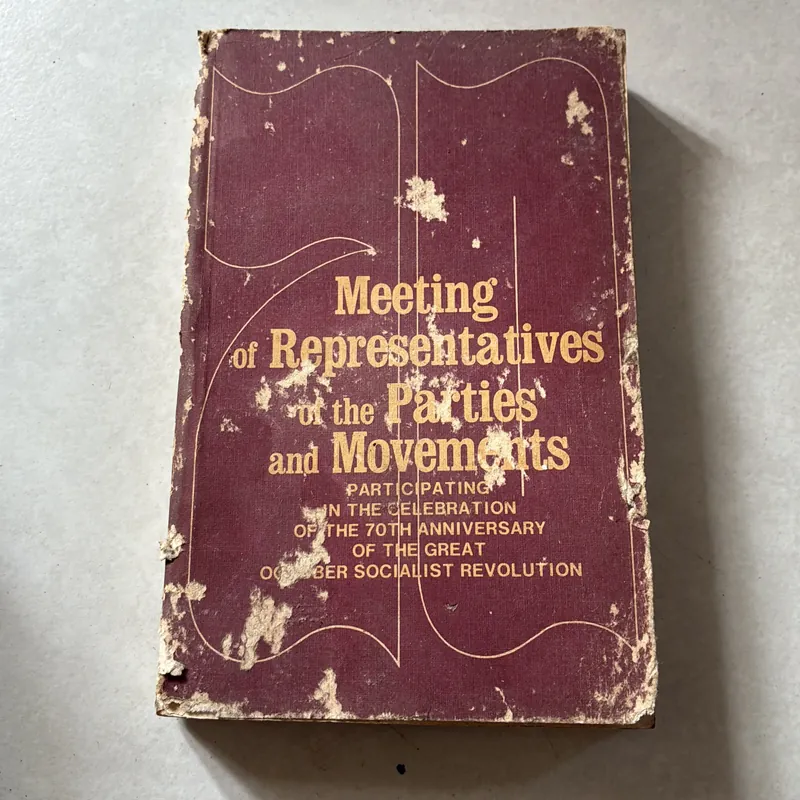 Meeting
of Representatives
of the Parties
and Movements
PARTICIPATING
IN THE CELEBRATION
OF THE 70TH ANNIVERSARY
OF THE GREAT
OCTOBER SOCIALIST REVOLUTION